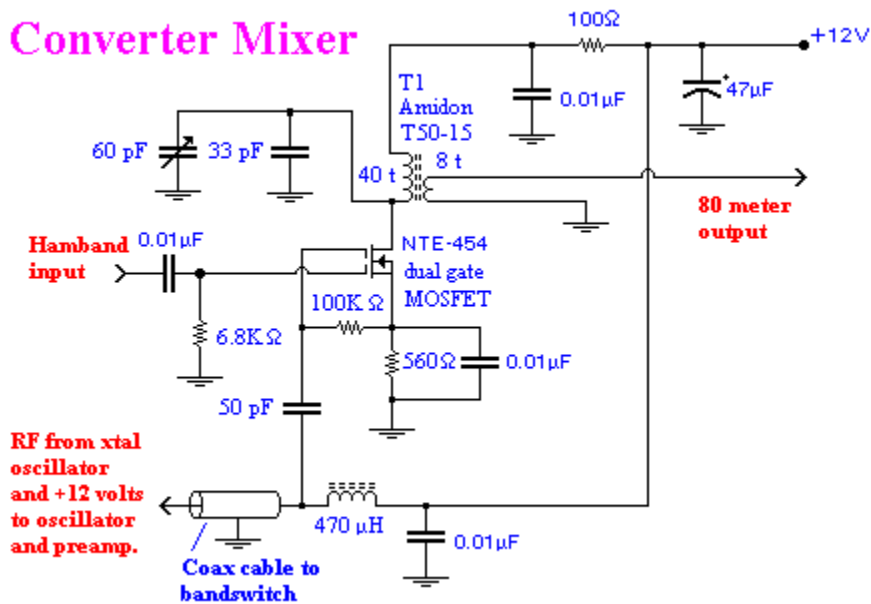 Converter Mixer
100Ω
+12V
T1
Amidon
T50-15
0.01µF
47µF
60 pF
33 pF
40 t
8 t
80 meter
output
Hamband
input
0.01µF
NTE-454
dual gate
MOSFET
100K Ω
6.8K Ω
560Ω
0.01µF
50 pF
RF from xtal
oscillator
and +12 volts
to oscillator
and preamp.
470 µH
0.01µF
Coax cable to
bandswitch